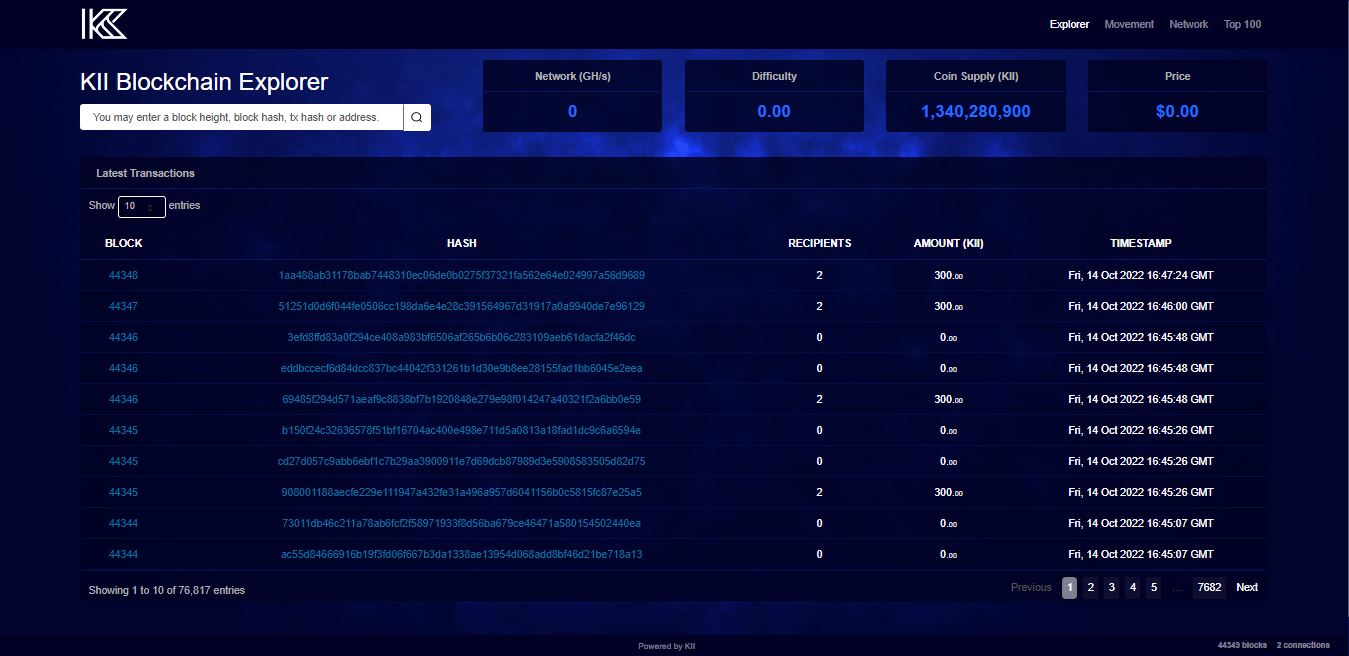 Explorer Movement Network Top 100
KII Blockchain Explorer
You may enter a block height, block hash, tx hash or address.
Network (GH/s) Difficulty Coin Supply (KII) Price
0 0.00 1,340,280,900 $0.00
Latest Transactions
Show 10 entries
BLOCK HASH RECIPIENTS AMOUNT (KII) TIMESTAMP
44348 1aa488ab31178bab7448310ec06de0b0275f37321fa562e64e024997a56d9689 2 300.00 Fri, 14 Oct 2022 16:47:24 GMT
44347 51251d0d6f044fe0506cc198da6e4e28c391564967d31917a0a9940de7e96129 2 300.00 Fri, 14 Oct 2022 16:46:00 GMT
44346 3efd8ffd83a0f294ce408a983bf6506af265b6b06c283109aeb61dacfa2f46dc 0 0.00 Fri, 14 Oct 2022 16:45:48 GMT
44346 eddbccecf6d84dcc837bc44042f331261b1d30e9b8ee28155fad1bb6045e2eea 0 0.00 Fri, 14 Oct 2022 16:45:48 GMT
44346 69485f294d571aeaf9c8838bf7b1920848e279e98f014247a40321f2a6bb0e59 2 300.00 Fri, 14 Oct 2022 16:45:48 GMT
44345 b150f24c32636578f51bf16704ac400e498e711d5a0813a18fad1dc9c6a6594e 0 0.00 Fri, 14 Oct 2022 16:45:26 GMT
44345 cd27d057c9abb6ebf1c7b29aa3900911e7d69dcb87989d3e5908583505d82d75 0 0.00 Fri, 14 Oct 2022 16:45:26 GMT
44345 908001188aecfe229e111947a432fe31a496a957d6041156b0c5815fc87e25a5 2 300.00 Fri, 14 Oct 2022 16:45:26 GMT
44344 73011db46c211a78ab6fcf2f58971933f8d56ba679ce46471a580154502440ea 0 0.00 Fri, 14 Oct 2022 16:45:07 GMT
44344 ac55d84666916b19f3fd06f667b3da1338ae13954d068add8bf46d21be718a13 0 0.00 Fri, 14 Oct 2022 16:45:07 GMT
Showing 1 to 10 of 76,817 entries
Previous 1 2 3 4 5 … 7682 Next
Powered by KII
44349 blocks 2 connections